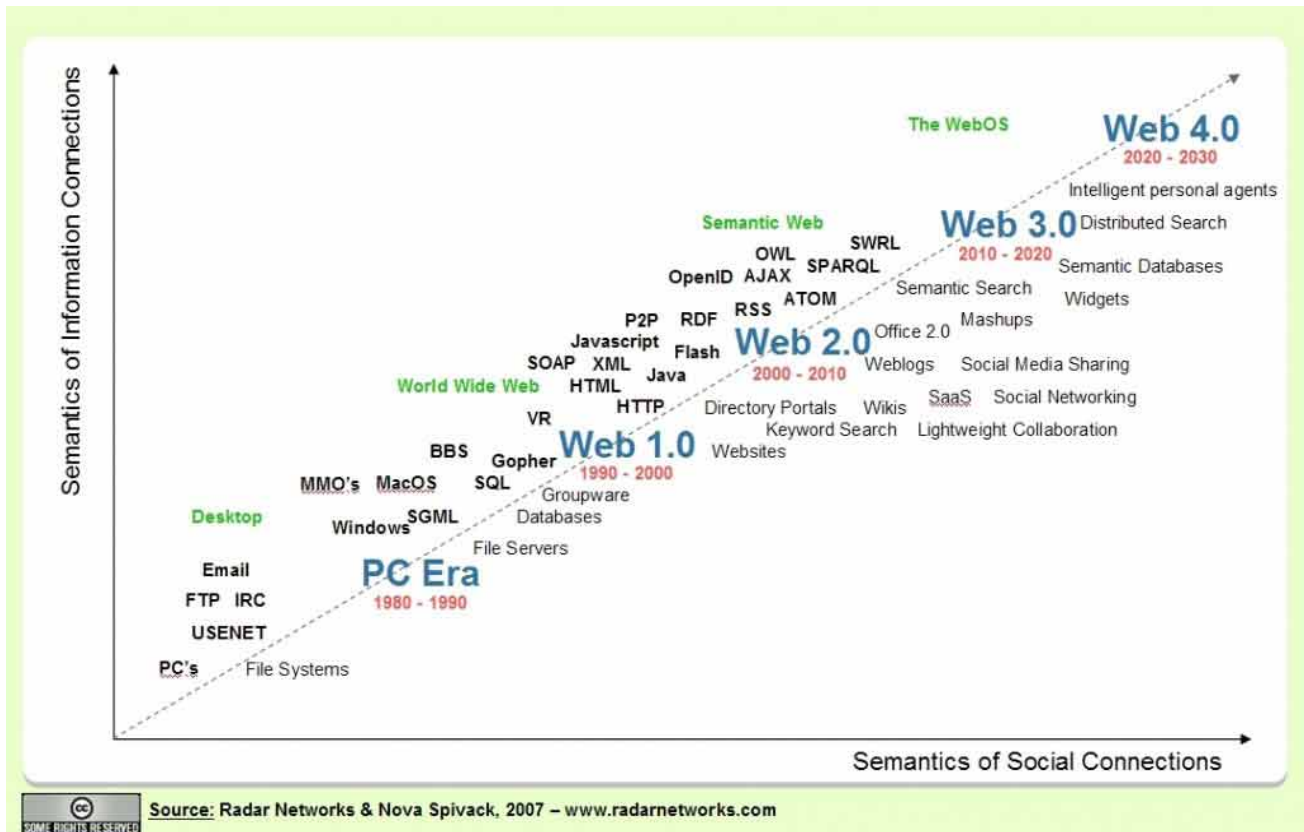 Semantics of Information Connections
The WebOS
Web 4.0
2020 - 2030
Intelligent personal agents
Semantic Web
Web 3.0
Distributed Search
2010 - 2020
SWRL
OWL
SPARQL
Semantic Databases
OpenID
AJAX
Semantic Search
ATOM
Widgets
RSS
P2P
RDF
Mashups
Javascript
Web 2.0
Office 2.0
Flash
SOAP
XML
Weblogs
Social Media Sharing
Java
2000 - 2010
World Wide Web
HTML
SaaS
Social Networking
HTTP
Directory Portals
Wikis
VR
Keyword Search
Lightweight Collaboration
Web 1.0
BBS
Websites
Gopher
1990 - 2000
MMO's
MacOS
SQL
Groupware
Desktop
SGML
Databases
Windows
File Servers
Email
PC Era
1980 - 1990
FTP
IRC
USENET
PC's
File Systems
Semantics of Social Connections
cc
SOME RIGHTS RESERVED
Source: Radar Networks & Nova Spivack, 2007 – www.radarnetworks.com